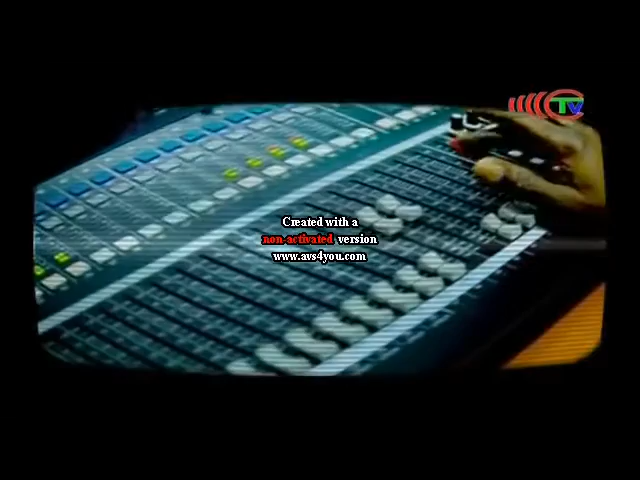 TV
Created with a
non-activated version
www.avs4you.com